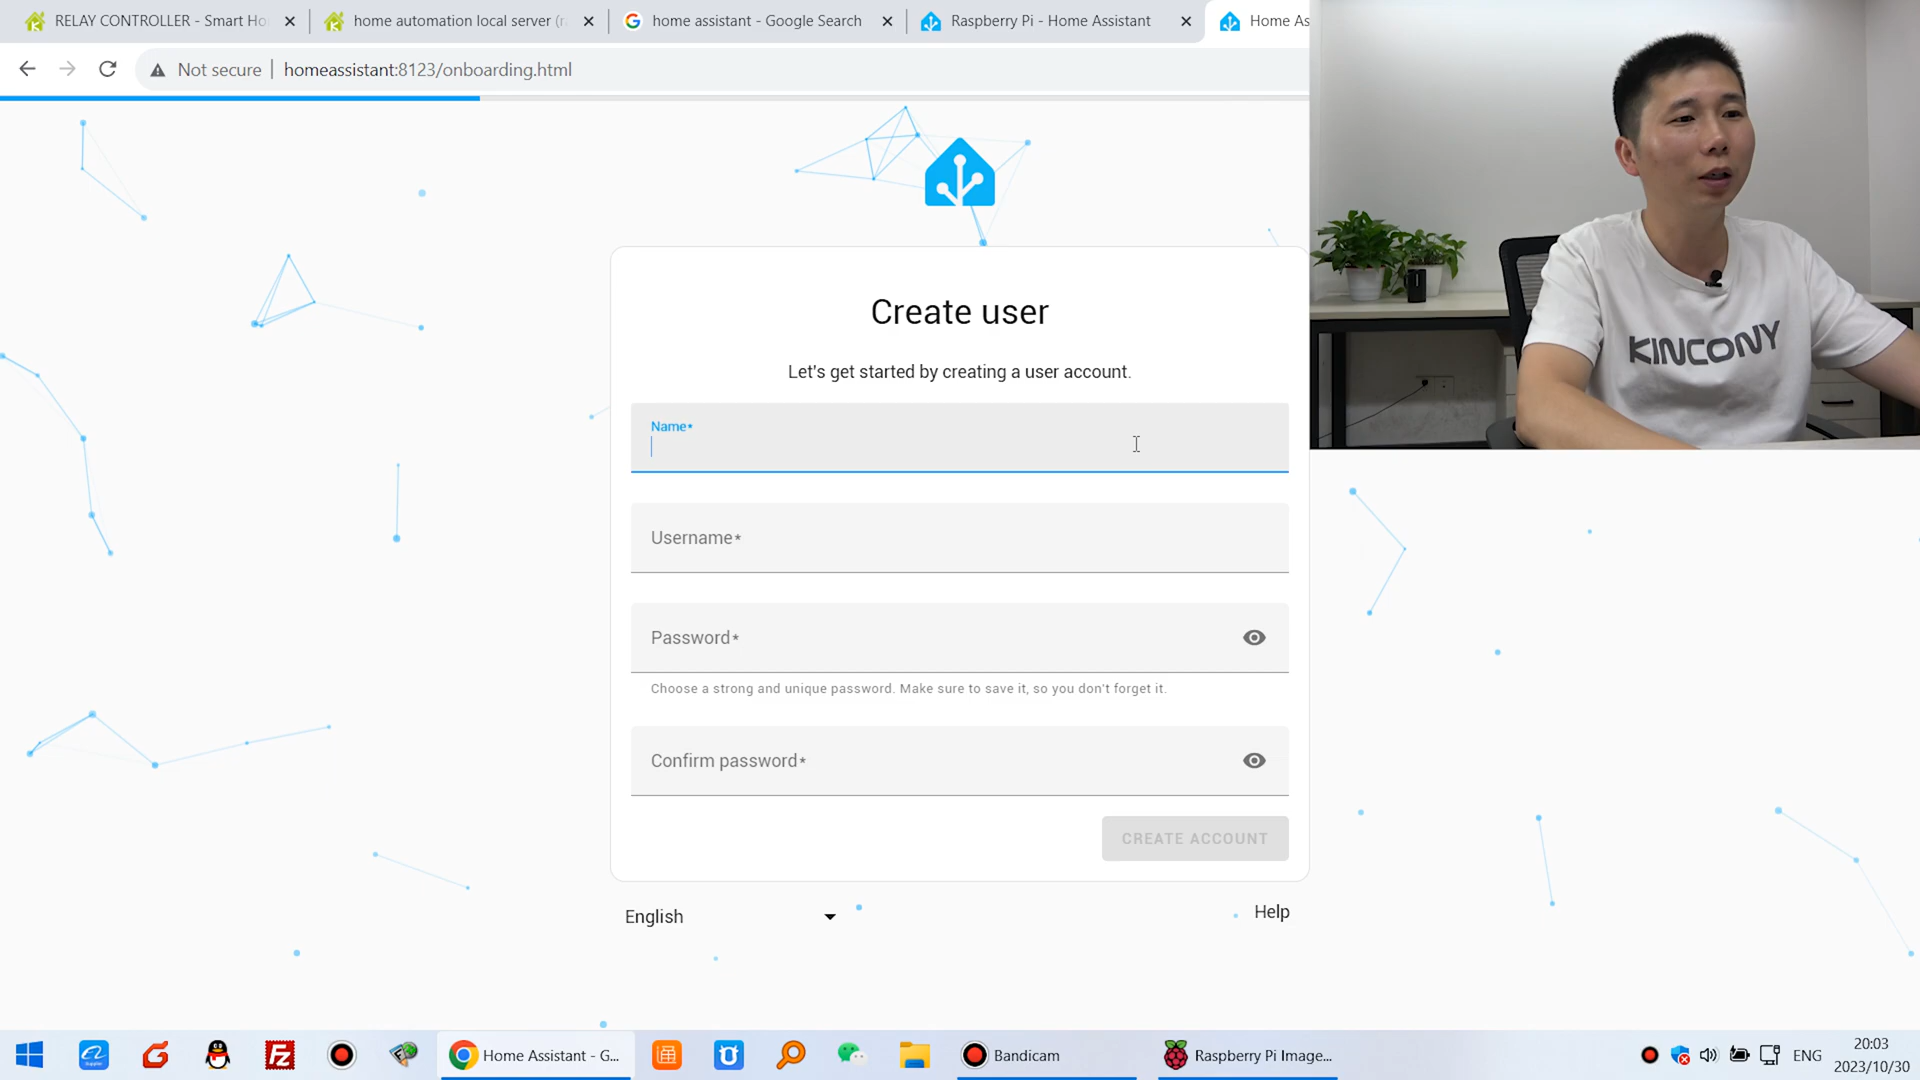 RELAY CONTROLLER - Smart Ho
home automation local server (ra
home assistant - Google Search
Raspberry Pi - Home Assistant
Home As
Not secure
homeassistant:8123/onboarding.html
Create user
Let's get started by creating a user account.
Name*
Username*
Password*
Choose a strong and unique password. Make sure to save it, so you don't forget it.
Confirm password*
CREATE ACCOUNT
English
Help
KINCONY
Home Assistant - G...
Bandicam
Raspberry Pi Image...
ENG
20:03
2023/10/30